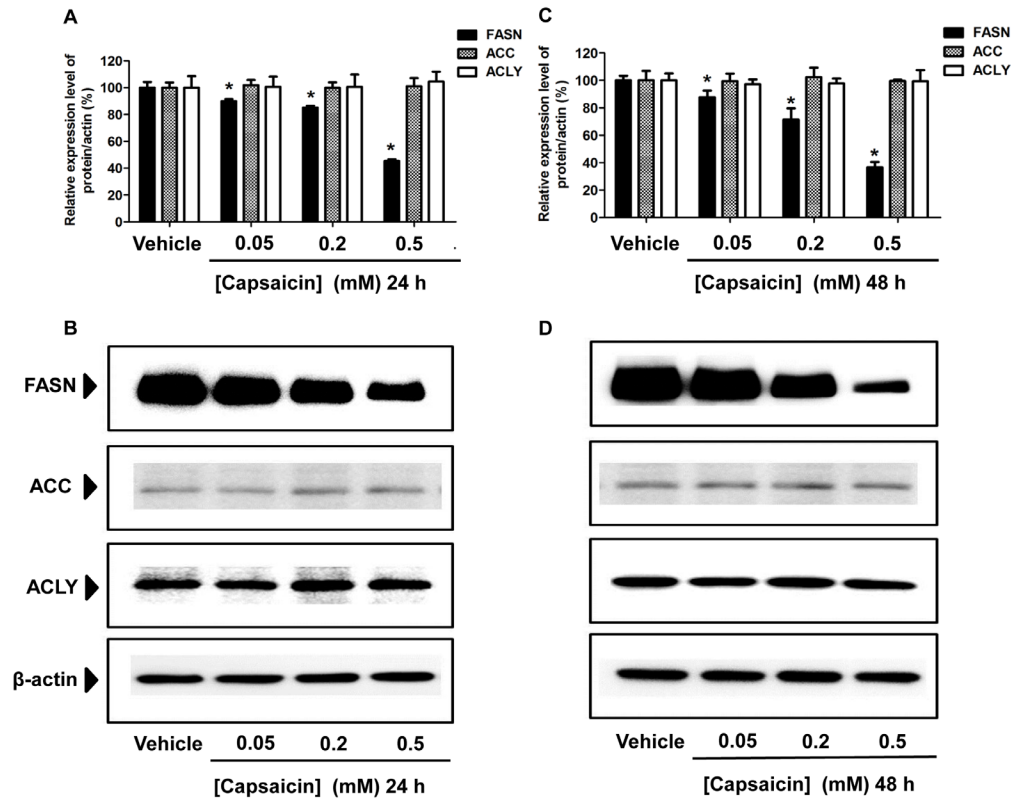 A
FASN
ACC
ACLY
Relative expression level of
protein/actin (%)
120
100
80
60
40
20
0
* * *
Vehicle 0.05 0.2 0.5
[Capsaicin] (mM) 24 h
C
FASN
ACC
ACLY
Relative expression level of
protein/actin (%)
120
100
80
60
40
20
0
* * *
Vehicle 0.05 0.2 0.5
[Capsaicin] (mM) 48 h
B
FASN
ACC
ACLY
β-actin
Vehicle 0.05 0.2 0.5
[Capsaicin] (mM) 24 h
D
Vehicle 0.05 0.2 0.5
[Capsaicin] (mM) 48 h